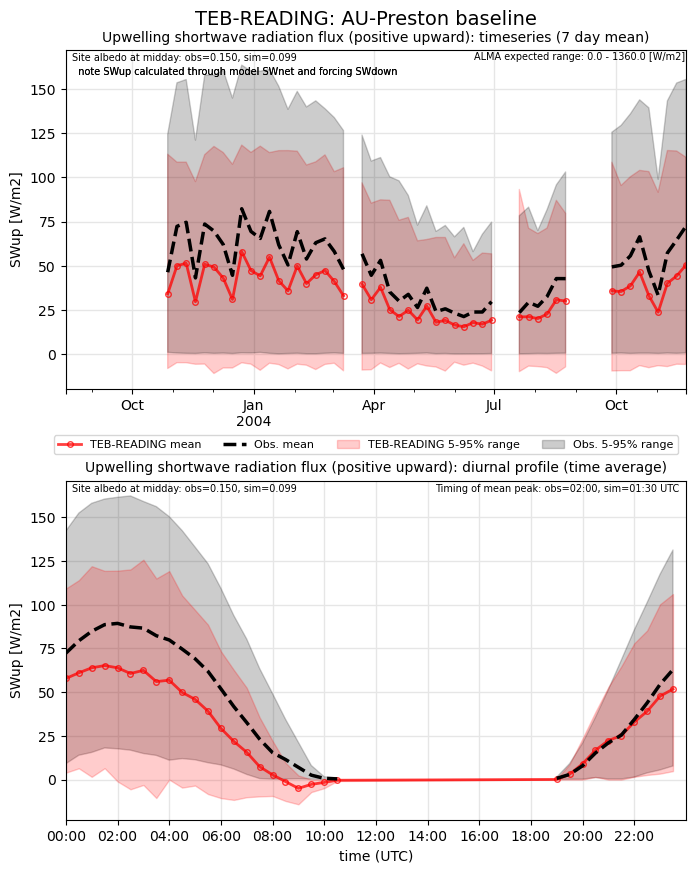 TEB-READING: AU-Preston baseline
Upwelling shortwave radiation flux (positive upward): timeseries (7 day mean)
Site albedo at midday: obs=0.150, sim=0.099
ALMA expected range: 0.0 - 1360.0 [W/m2]
note SWup calculated through model SWnet and forcing SWdown
SWup [W/m2]
150
125
100
75
50
25
0
Oct Jan Apr Jul Oct
2004
TEB-READING mean Obs. mean TEB-READING 5-95% range Obs. 5-95% range
Upwelling shortwave radiation flux (positive upward): diurnal profile (time average)
Site albedo at midday: obs=0.150, sim=0.099
Timing of mean peak: obs=02:00, sim=01:30 UTC
SWup [W/m2]
150
125
100
75
50
25
0
00:00 02:00 04:00 06:00 08:00 10:00 12:00 14:00 16:00 18:00 20:00 22:00
time (UTC)